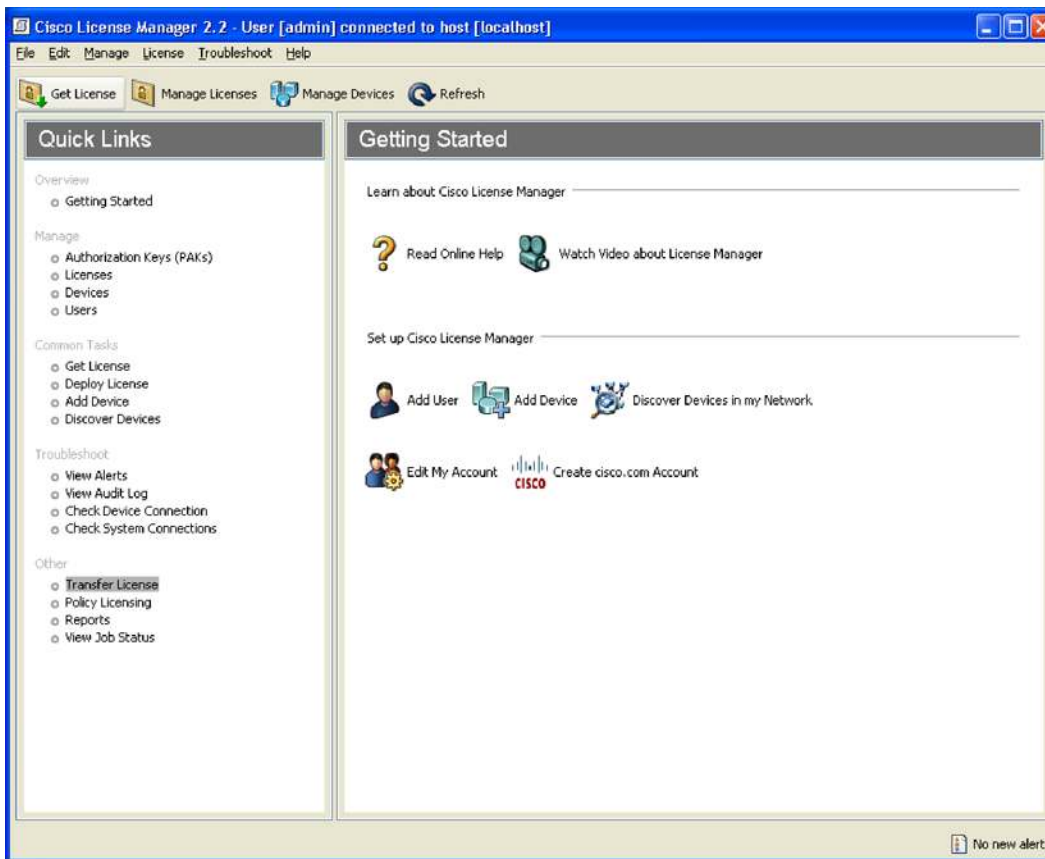 Cisco License Manager 2.2 - User [admin] connected to host [localhost]
File Edit Manage License Troubleshoot Help
Get License Manage Licenses Manage Devices Refresh
Quick Links
Overview
Getting Started
Manage
Authorization Keys (PAKs)
Licenses
Devices
Users
Common Tasks
Get License
Deploy License
Add Device
Discover Devices
Troubleshoot
View Alerts
View Audit Log
Check Device Connection
Check System Connections
Other
Transfer License
Policy Licensing
Reports
View Job Status
Getting Started
Learn about Cisco License Manager
Read Online Help Watch Video about License Manager
Set up Cisco License Manager
Add User Add Device Discover Devices in my Network
Edit My Account CISCO Create cisco.com Account
No new alert